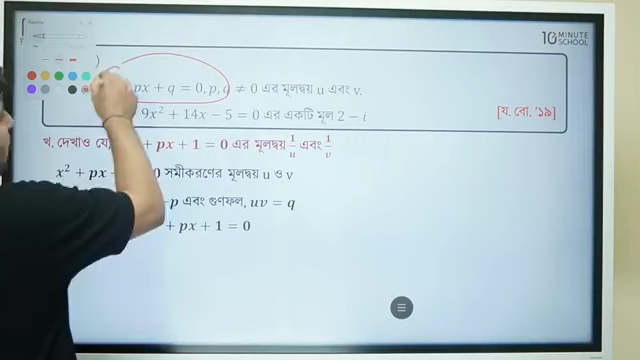 10 MINUTE SCHOOL
)
px + q = 0, p, q ≠ 0 এর মূলদ্বয় u এবং v.
9x² + 14x − 5 = 0 এর একটি মূল 2 − i
[য. বো. '১৯]
খ. দেখাও যে, + px + 1 = 0 এর মূলদ্বয় 1/u এবং 1/v
x² + px 0 সমীকরণের মূলদ্বয় u ও v
−p এবং গুণফল, uv = q
+ px + 1 = 0